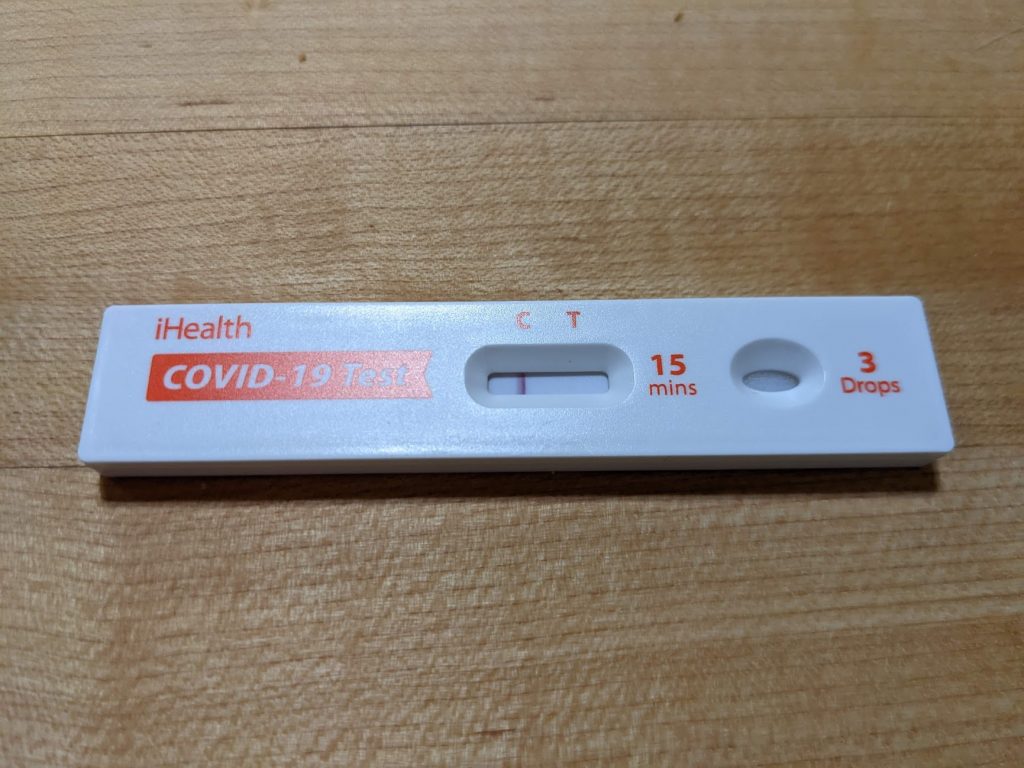 iHealth
COVID-19 Test
C T
15
mins
3
Drops